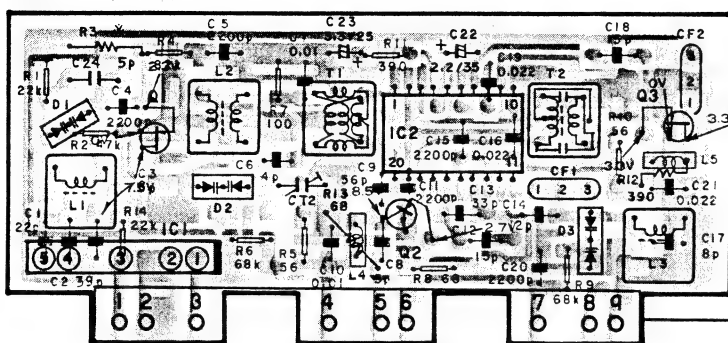 R3
R4
C5
2200p
C23
3.3/25
R11
390
C22
2.2/35
C18
15p
CF2
C24
5p
L2
0.01
T1
C19
0.022
T2
0V
Q3
1
2
R1
22k
D1
C4
2200p
100
1
10
IC2
R10
56
3.3
R2
47k
C15
C16
2200p
0.022
20
L5
C3
7.8V
C6
4p
C9
56p
8.5
C11
2200p
C13
33p
CF1
1 2 3
3.3V
R12
390
C21
0.022
L1
D2
CT2
R13
68
C14
C12
2.7V
2p
D3
C17
8p
L3
C1
22p
R14
22k
IC1
R6
68k
R5
56
Q2
15p
5 4 3 2 1
C2 39p
C10
0.01
L4
C8
5p
R8 68
C20
2200p
R9
68k
1 2 3
4 5 6
7 8 9